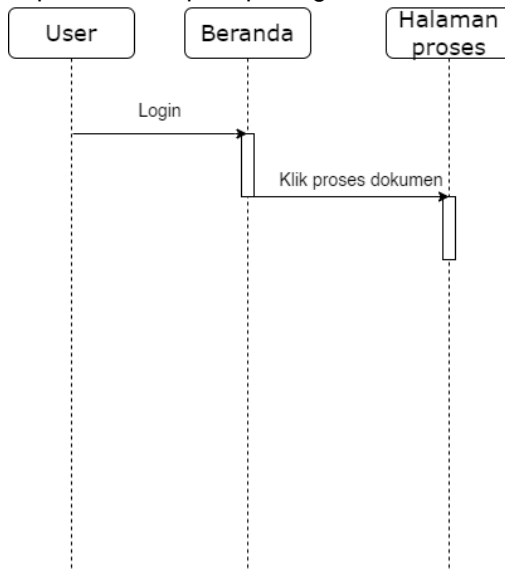 User
Beranda
Halaman
proses
Login
Klik proses dokumen